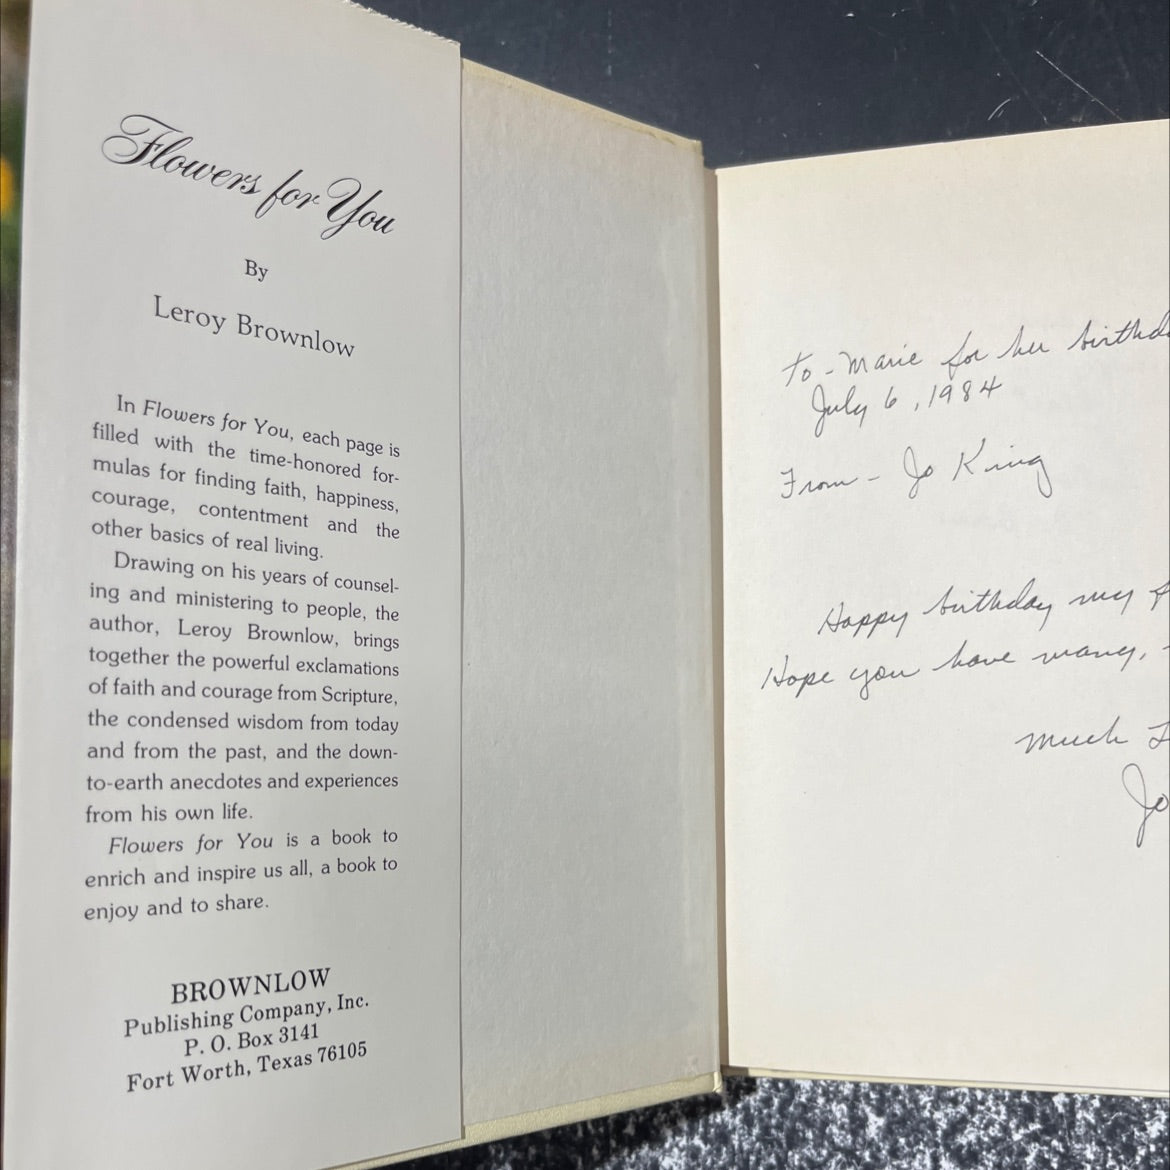 Flowers for You
By
Leroy Brownlow
In Flowers for You, each page is
filled with the time-honored for-
mulas for finding faith, happiness,
courage, contentment and the
other basics of real living.
Drawing on his years of counsel-
ing and ministering to people, the
author, Leroy Brownlow, brings
together the powerful exclamations
of faith and courage from Scripture,
the condensed wisdom from today
and from the past, and the down-
to-earth anecdotes and experiences
from his own life.
Flowers for You is a book to
enrich and inspire us all, a book to
enjoy and to share.
BROWNLOW
Publishing Company, Inc.
P. O. Box 3141
Fort Worth, Texas 76105
To - Marie for her birthd
July 6, 1984
From - Jo King
Happy birthday my
Hope you have many,
Much
Jo